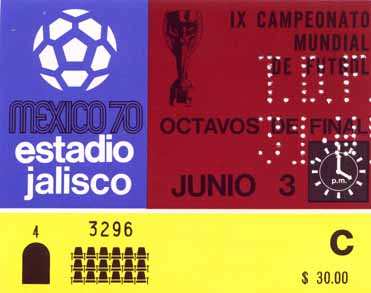 MEXICO 70
estadio
jalisco
IX CAMPEONATO
MUNDIAL
DE FUTBOL
OCTAVOS DE FINAL
JUNIO 3
p.m.
4
3296
C
$ 30.00